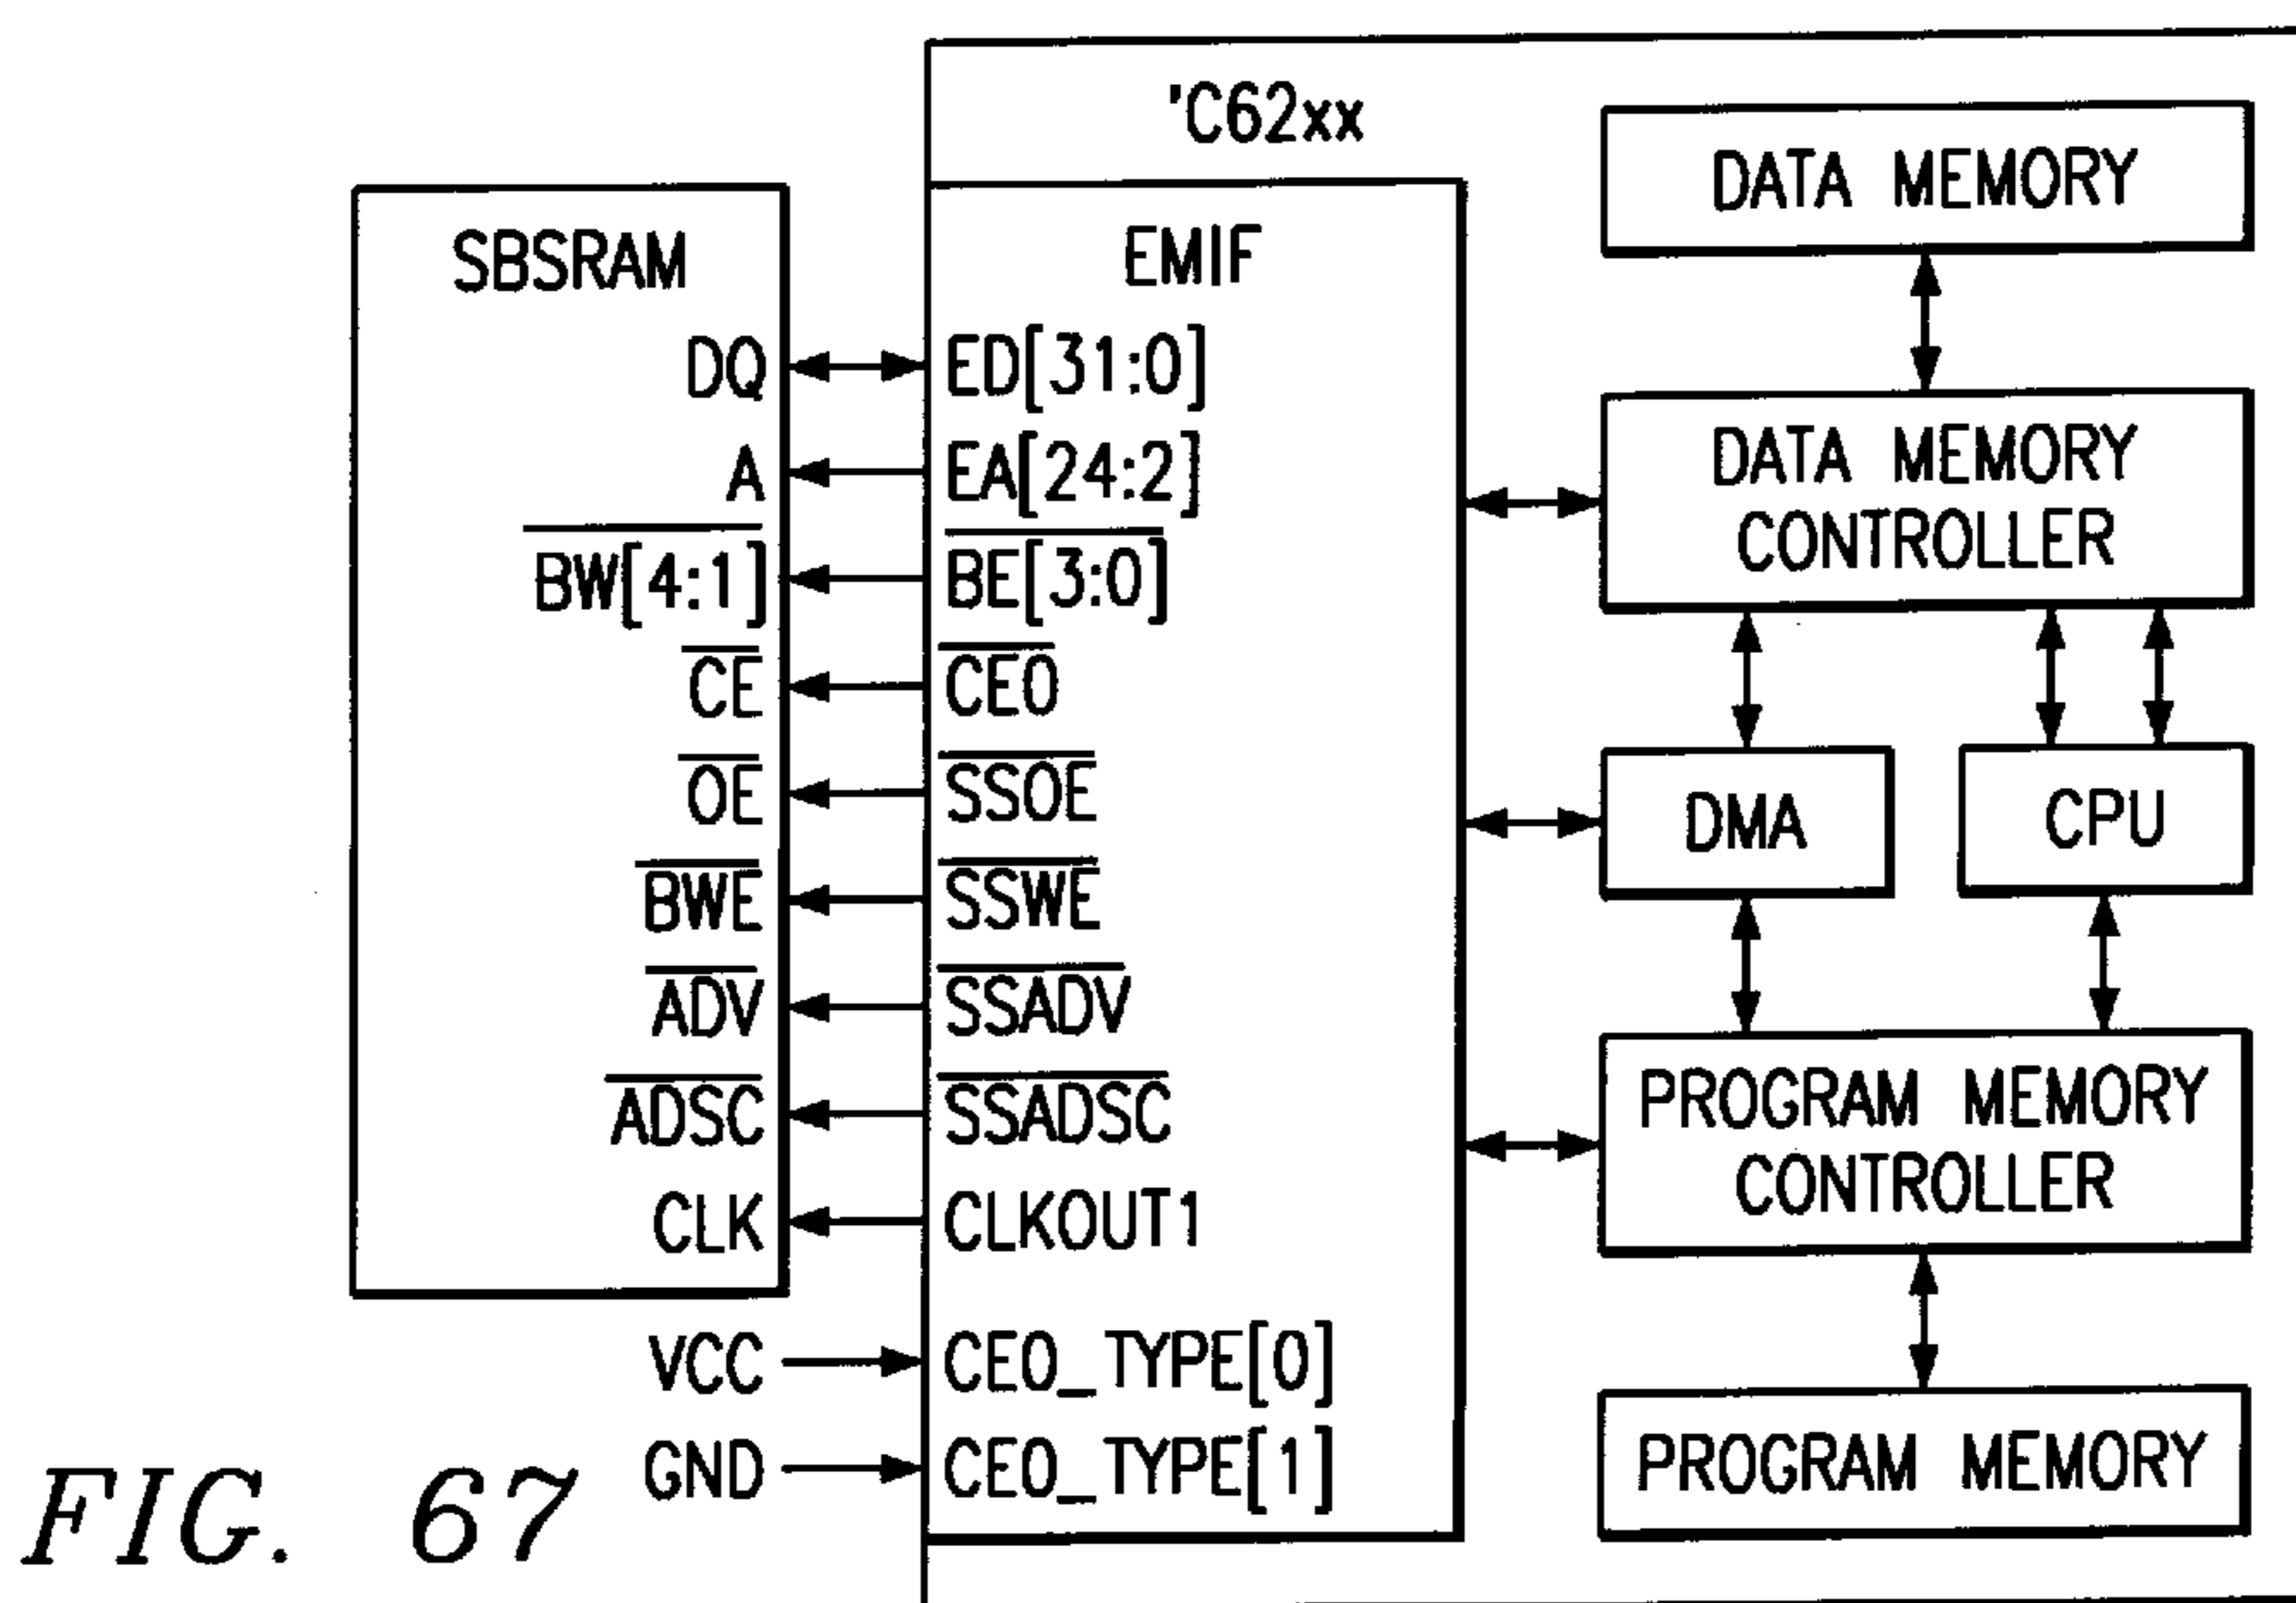 'C62xx
SBSRAM
DQ
A
BW[4:1]
CE
OE
BWE
ADV
ADSC
CLK
VCC
GND
EMIF
ED[31:0]
EA[24:2]
BE[3:0]
CE0
SSOE
SSWE
SSADV
SSADSC
CLKOUT1
CE0_TYPE[0]
CE0_TYPE[1]
DATA MEMORY
DATA MEMORY
CONTROLLER
DMA
CPU
PROGRAM MEMORY
CONTROLLER
PROGRAM MEMORY
FIG. 67